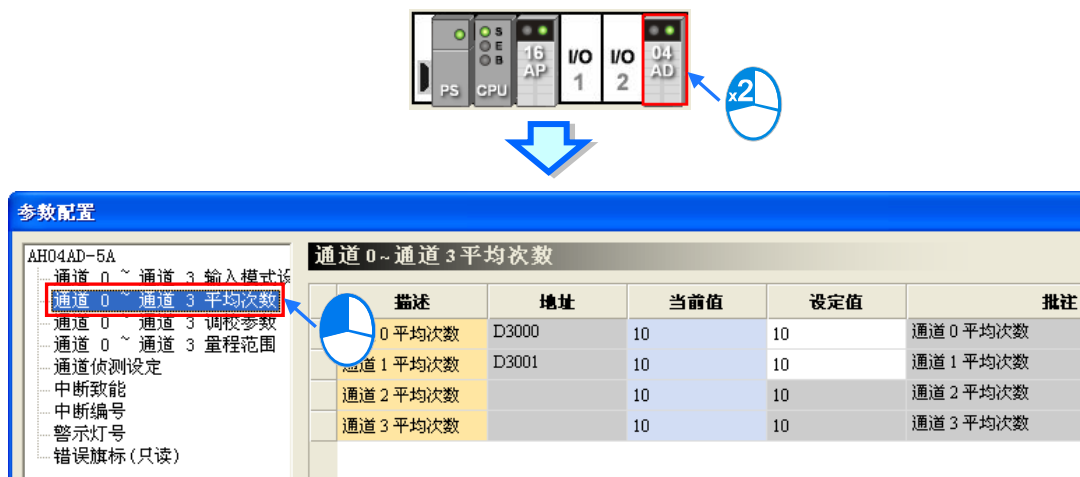 S
E
B
PS
CPU
16
AP
I/O
1
I/O
2
04
AD
x2
参数配置
AH04AD-5A
通道 0 ~ 通道 3 输入模式设
通道 0 ~ 通道 3 平均次数
通道 0 ~ 通道 3 调校参数
通道 0 ~ 通道 3 量程范围
通道侦测设定
中断致能
中断编号
警示灯号
错误旗标(只读)
通道 0~通道 3 平均次数
描述 地址 当前值 设定值 批注
0 平均次数 D3000 10 10 通道 0 平均次数
通道 1 平均次数 D3001 10 10 通道 1 平均次数
通道 2 平均次数 10 10 通道 2 平均次数
通道 3 平均次数 10 10 通道 3 平均次数